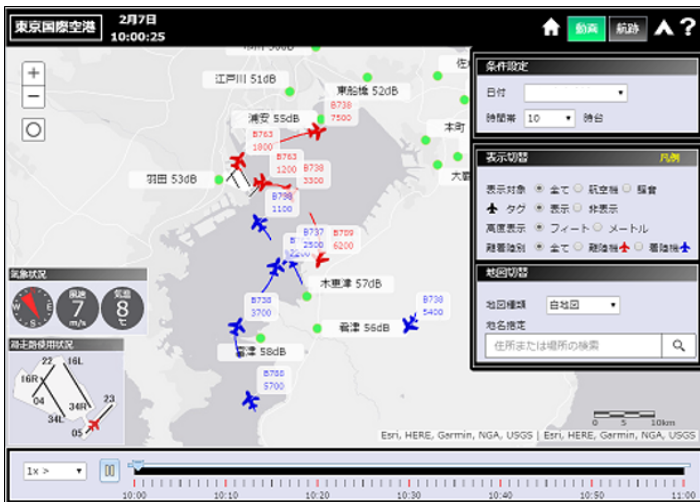 東京国際空港
2月7日
10:00:25
動画
航跡
?
+
−
江戸川 51dB
東船橋 52dB
浦安 55dB
本町
羽田 53dB
木更津 57dB
富津 58dB
B738
7500
B763
1800
B763
1200
B738
3300
B738
1100
B737
2500
B789
6200
B738
3700
B738
5400
B788
5700
条件設定
日付
時間帯 10 時台
表示切替 凡例
表示対象 全て 航空機 騒音
タグ 表示 非表示
高度表示 フィート メートル
離着陸別 全て 離陸機 着陸機
地図切替
地図種類 白地図
地名指定
住所または場所の検索
気象状況
N
E
S
W
風速
7
m/s
気温
8
℃
滑走路使用状況
22 16L
16R
04
34R
34L
23
05
0 5 10km
Esri, HERE, Garmin, NGA, USGS | Esri, HERE, Garmin, NGA, USGS
1x >
10:00 10:10 10:20 10:30 10:40 10:50 11:00